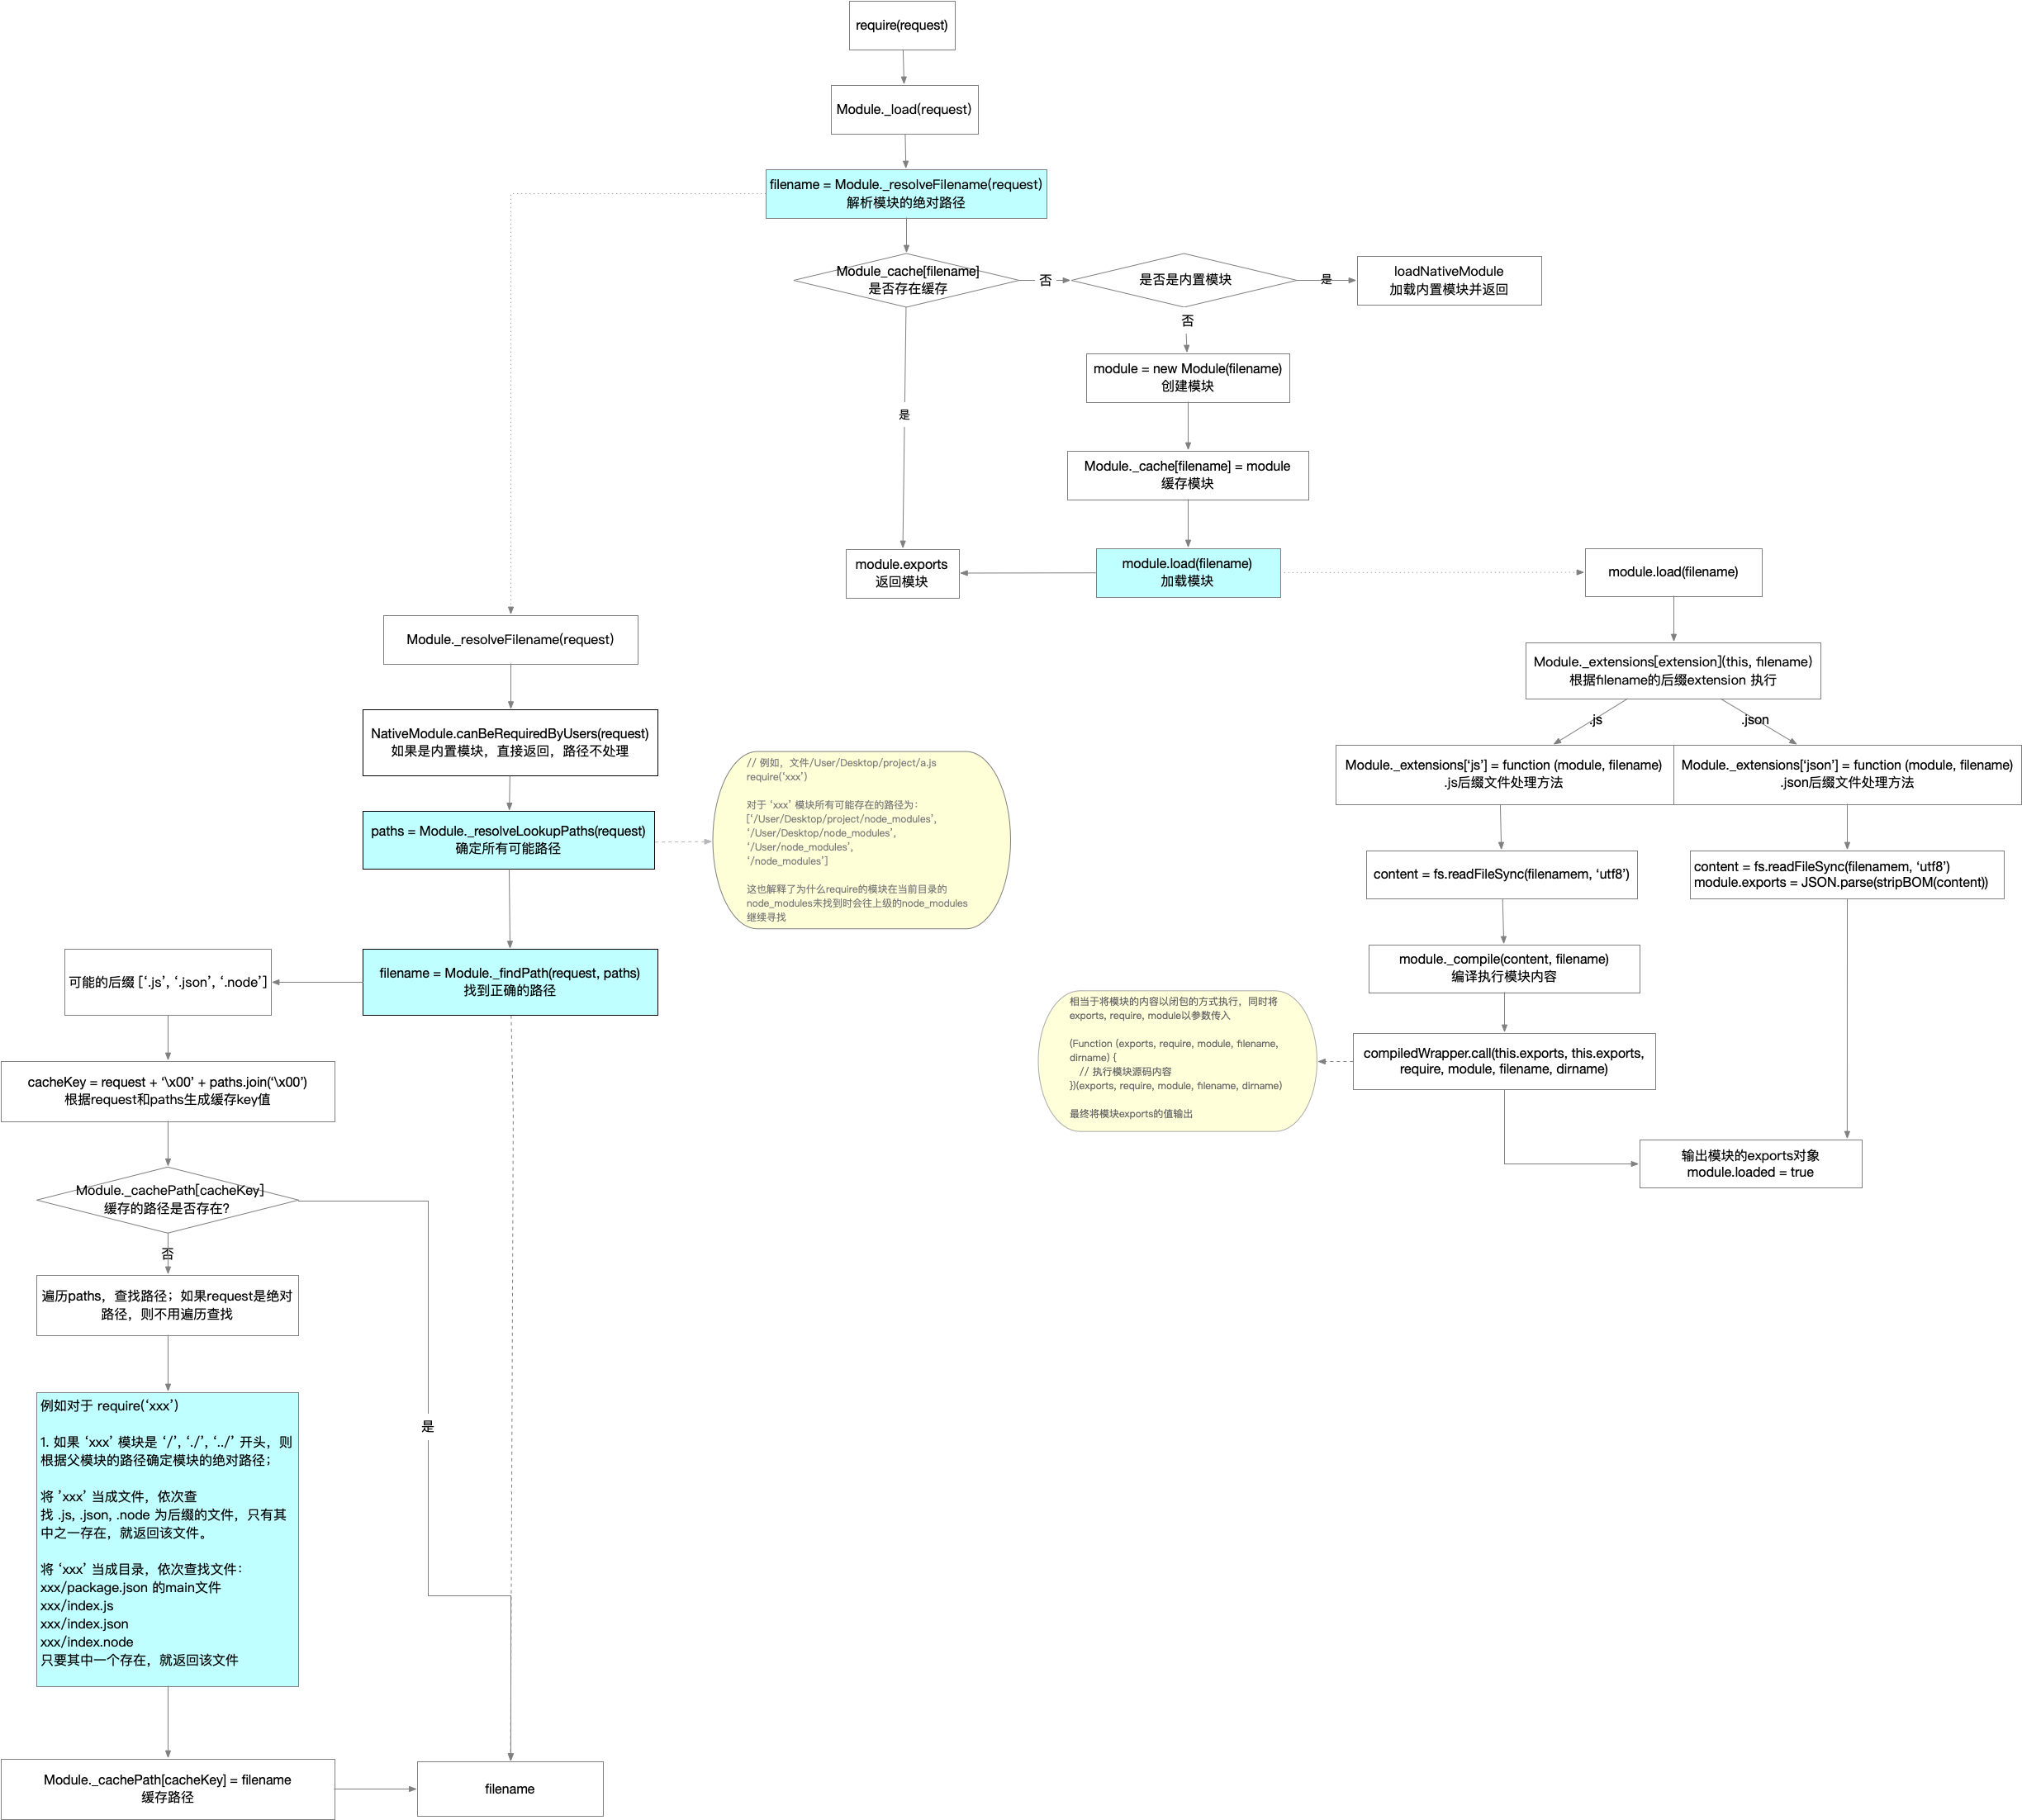 require(request)
Module._load(request)
filename = Module._resolveFilename(request)
解析模块的绝对路径
Module_cache[filename]
是否存在缓存
否
是否是内置模块
是
loadNativeModule
加载内置模块并返回
否
module = new Module(filename)
创建模块
是
Module._cache[filename] = module
缓存模块
module.exports
返回模块
module.load(filename)
加载模块
module.load(filename)
Module._resolveFilename(request)
NativeModule.canBeRequiredByUsers(request)
如果是内置模块，直接返回，路径不处理
paths = Module._resolveLookupPaths(request)
确定所有可能路径
// 例如，文件/User/Desktop/project/a.js
require(‘xxx’)
对于 ‘xxx’ 模块所有可能存在的路径为：
[‘/User/Desktop/project/node_modules’,
‘/User/Desktop/node_modules’,
‘/User/node_modules’,
‘/node_modules’]
这也解释了为什么require的模块在当前目录的
node_modules未找到时会往上级的node_modules
继续寻找
filename = Module._findPath(request, paths)
找到正确的路径
可能的后缀 [‘.js’, ‘.json’, ‘.node’]
cacheKey = request + ‘\x00’ + paths.join(‘\x00’)
根据request和paths生成缓存key值
Module._cachePath[cacheKey]
缓存的路径是否存在?
否
遍历paths，查找路径；如果request是绝对
路径，则不用遍历查找
例如对于 require(‘xxx’)
1. 如果 ‘xxx’ 模块是 ‘/’, ‘./’, ‘../’ 开头，则
根据父模块的路径确定模块的绝对路径；
将 ’xxx’ 当成文件，依次查
找 .js, .json, .node 为后缀的文件，只有其
中之一存在，就返回该文件。
将 ‘xxx’ 当成目录，依次查找文件：
xxx/package.json 的main文件
xxx/index.js
xxx/index.json
xxx/index.node
只要其中一个存在，就返回该文件
是
Module._cachePath[cacheKey] = filename
缓存路径
filename
Module._extensions[extension](this, filename)
根据filename的后缀extension 执行
.js
.json
Module._extensions[‘js’] = function (module, filename)
.js后缀文件处理方法
Module._extensions[‘json’] = function (module, filename)
.json后缀文件处理方法
content = fs.readFileSync(filenamem, ‘utf8’)
content = fs.readFileSync(filenamem, ‘utf8’)
module.exports = JSON.parse(stripBOM(content))
module._compile(content, filename)
编译执行模块内容
compiledWrapper.call(this.exports, this.exports,
require, module, filename, dirname)
相当于将模块的内容以闭包的方式执行，同时将
exports, require, module以参数传入
(Function (exports, require, module, filename,
dirname) {
// 执行模块源码内容
})(exports, require, module, filename, dirname)
最终将模块exports的值输出
输出模块的exports对象
module.loaded = true